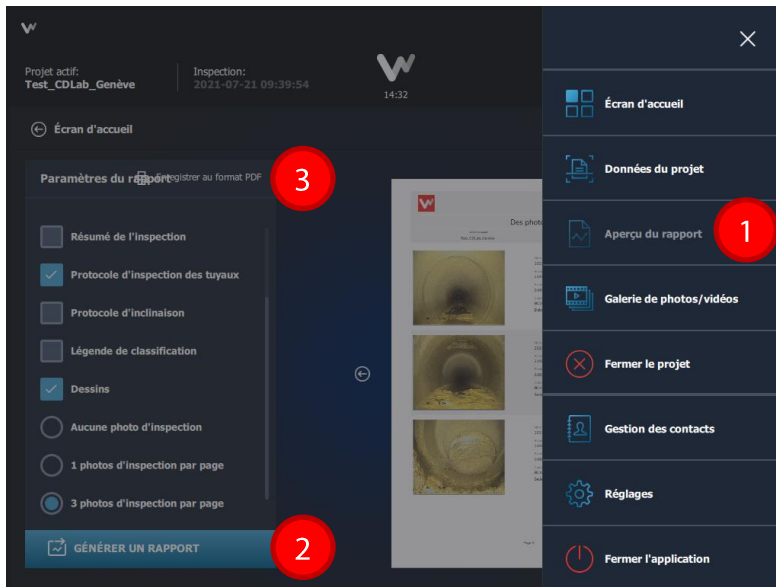 Projet actif:
Test_CDLab_Genève
Inspection:
2021-07-21 09:39:54
14:32
Écran d'accueil
Paramètres du rapport
Enregistrer au format PDF
3
Résumé de l'inspection
Protocole d'inspection des tuyaux
Protocole d'inclinaison
Légende de classification
Dessins
Aucune photo d'inspection
1 photos d'inspection par page
3 photos d'inspection par page
GÉNÉRER UN RAPPORT
2
Des phot
Écran d'accueil
Données du projet
Aperçu du rapport
1
Galerie de photos/vidéos
Fermer le projet
Gestion des contacts
Réglages
Fermer l'application